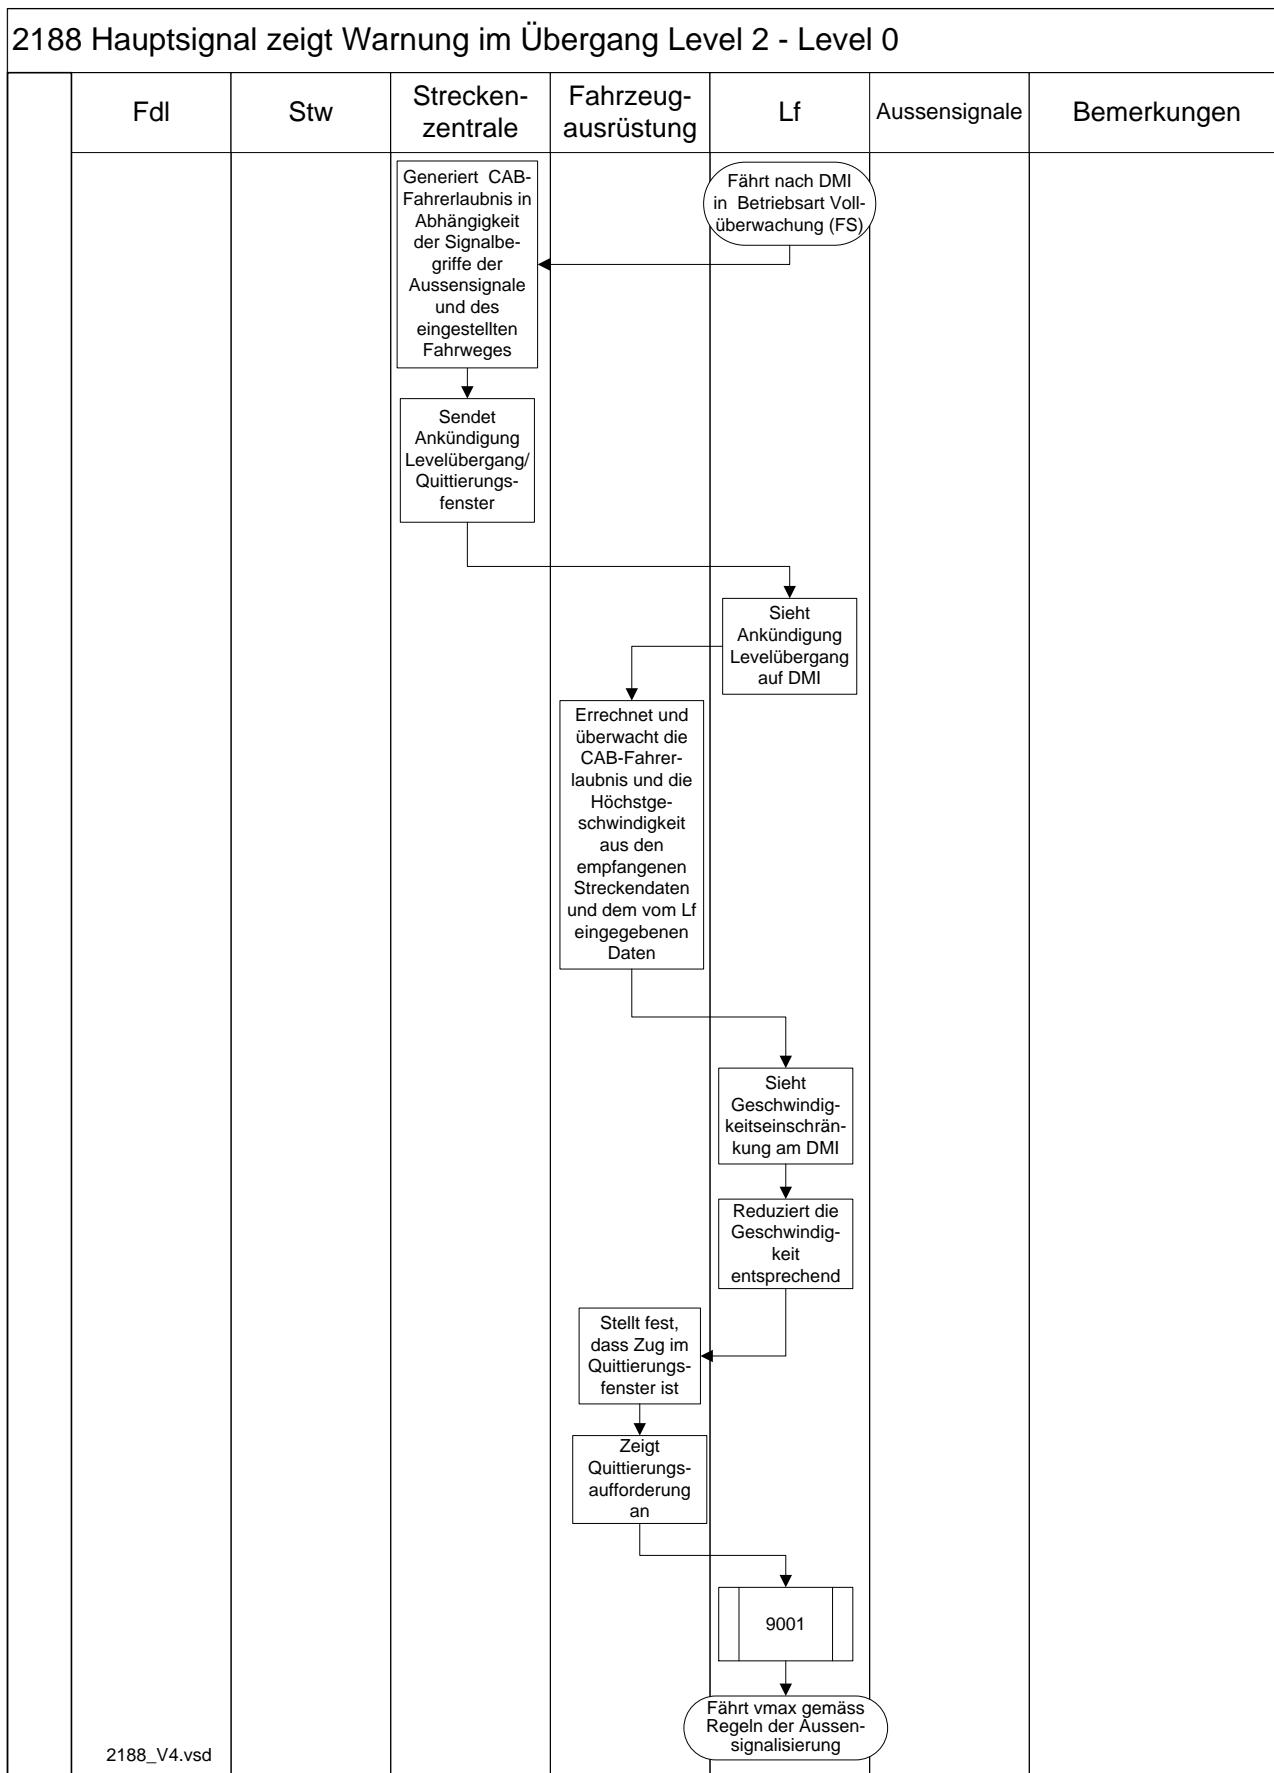 2188 Hauptsignal zeigt Warnung im Übergang Level 2 - Level 0
Fdl
Stw
Strecken-
zentrale
Fahrzeug-
ausrüstung
Lf
Aussensignale
Bemerkungen
Generiert CAB-
Fahrerlaubnis in
Abhängigkeit
der Signalbe-
griffe der
Aussensignale
und des
eingestellten
Fahrweges
Fährt nach DMI
in Betriebsart Voll-
überwachung (FS)
Sendet
Ankündigung
Levelübergang/
Quittierungs-
fenster
Sieht
Ankündigung
Levelübergang
auf DMI
Errechnet und
überwacht die
CAB-Fahrer-
laubnis und die
Höchstge-
schwindigkeit
aus den
empfangenen
Streckendaten
und dem vom Lf
eingegebenen
Daten
Sieht
Geschwindig-
keitseinschrän-
kung am DMI
Reduziert die
Geschwindig-
keit
entsprechend
Stellt fest,
dass Zug im
Quittierungs-
fenster ist
Zeigt
Quittierungs-
aufforderung
an
9001
Fährt vmax gemäss
Regeln der Aussen-
signalisierung
2188_V4.vsd